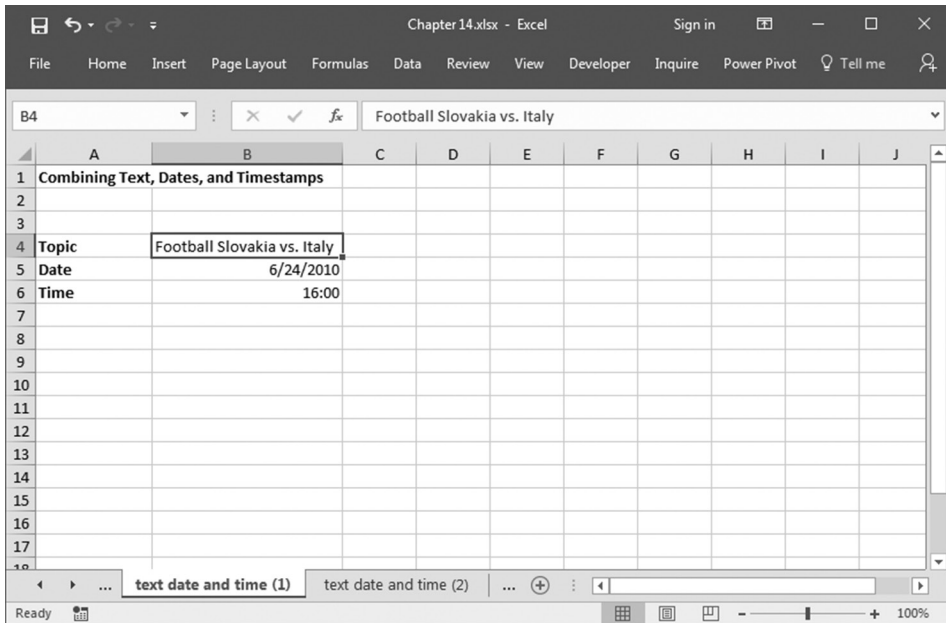 Chapter 14.xlsx - Excel
Sign in
File Home Insert Page Layout Formulas Data Review View Developer Inquire Power Pivot Tell me
B4 fx Football Slovakia vs. Italy
A B C D E F G H I J
1 Combining Text, Dates, and Timestamps
2
3
4 Topic Football Slovakia vs. Italy
5 Date 6/24/2010
6 Time 16:00
7
8
9
10
11
12
13
14
15
16
17
18
... text date and time (1) text date and time (2) ...
Ready 100%